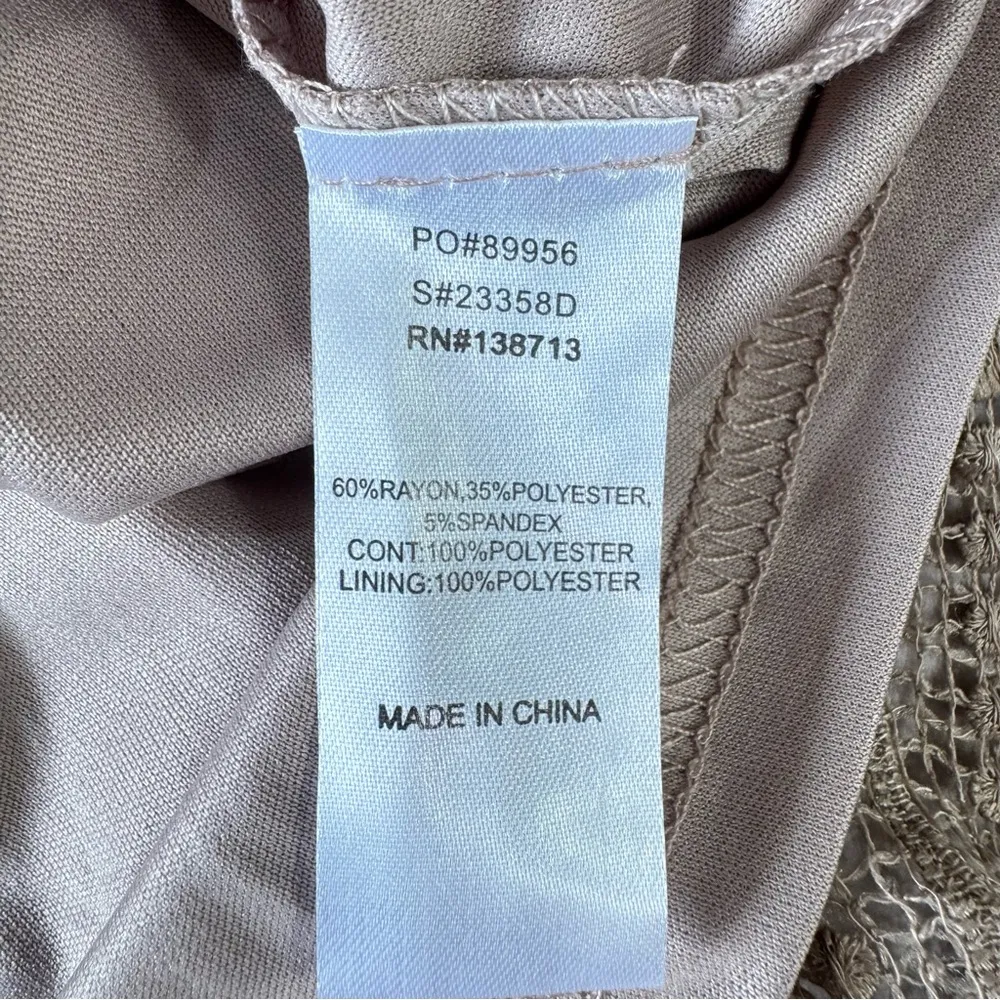 PO#89956
S#23358D
RN#138713
60%RAYON,35%POLYESTER,
5%SPANDEX
CONT:100%POLYESTER
LINING:100%POLYESTER
MADE IN CHINA